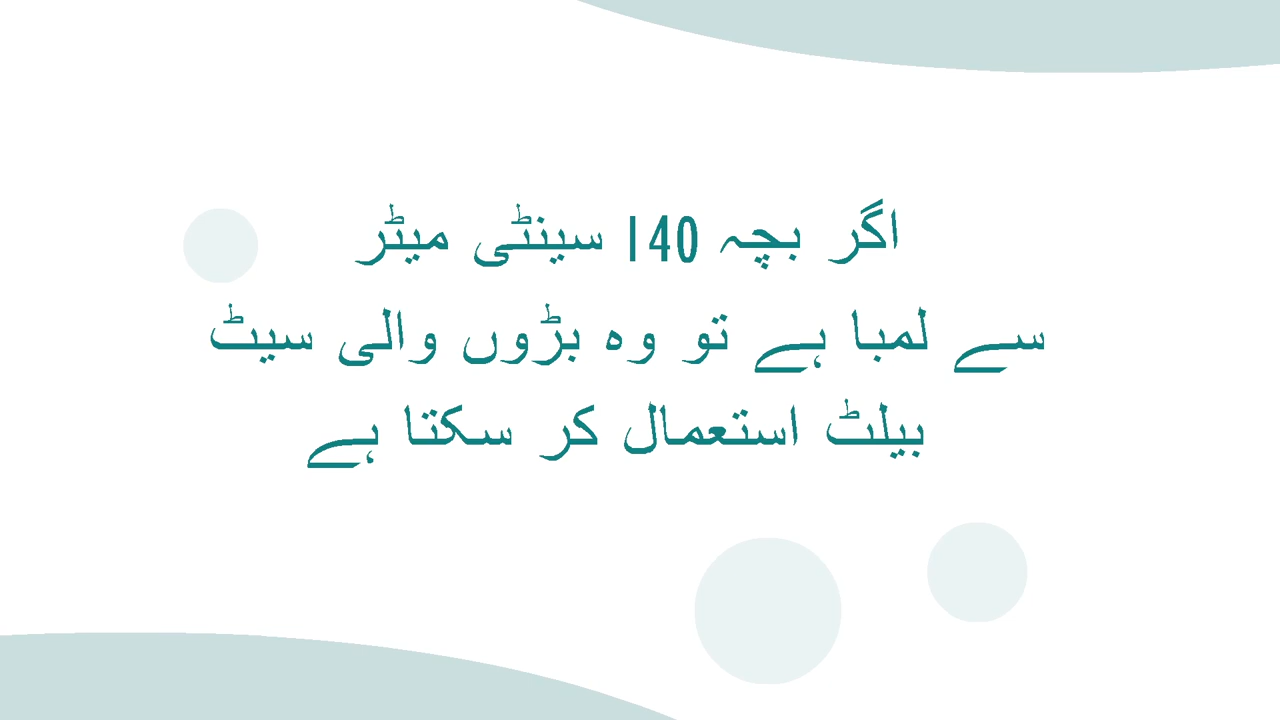 اگر بچہ 140 سینٹی میٹر
سے لمبا ہے تو وہ بڑوں والی سیٹ
بیلٹ استعمال کر سکتا ہے